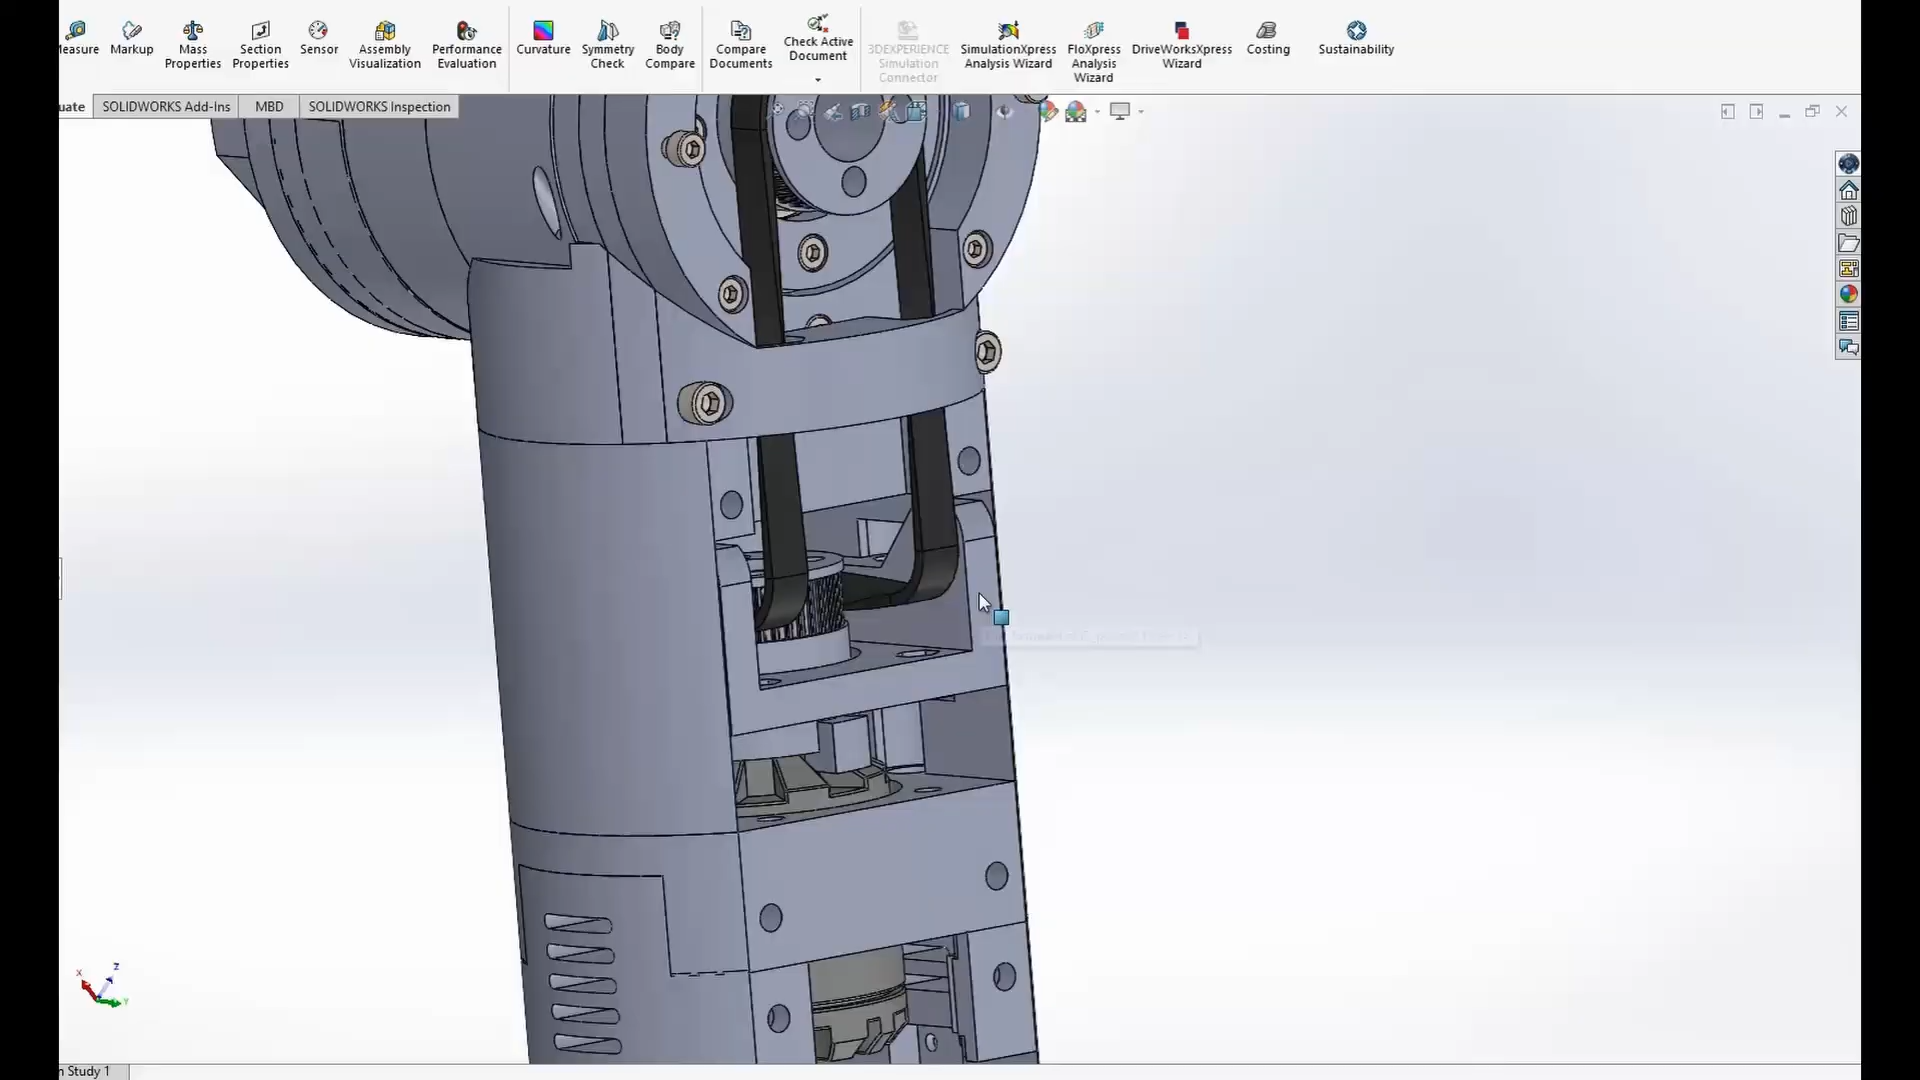 Measure
Markup
Mass
Properties
Section
Properties
Sensor
Assembly
Visualization
Performance
Evaluation
Curvature
Symmetry
Check
Body
Compare
Compare
Documents
Check Active
Document
3DEXPERIENCE
Simulation
Connector
SimulationXpress
Analysis Wizard
FloXpress
Analysis
Wizard
DriveWorksXpress
Wizard
Costing
Sustainability
uate
SOLIDWORKS Add-Ins
MBD
SOLIDWORKS Inspection
X
Z
Y
n Study 1